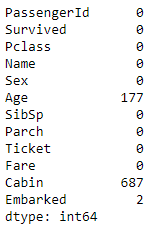 PassengerId 0
Survived 0
Pclass 0
Name 0
Sex 0
Age 177
SibSp 0
Parch 0
Ticket 0
Fare 0
Cabin 687
Embarked 2
dtype: int64